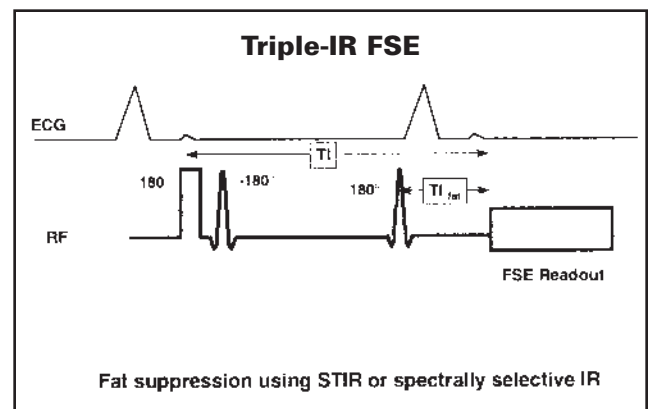 Triple-IR FSE
ECG
TI
180
-180°
180°
TI fat
RF
FSE Readout
Fat suppression using STIR or spectrally selective IR